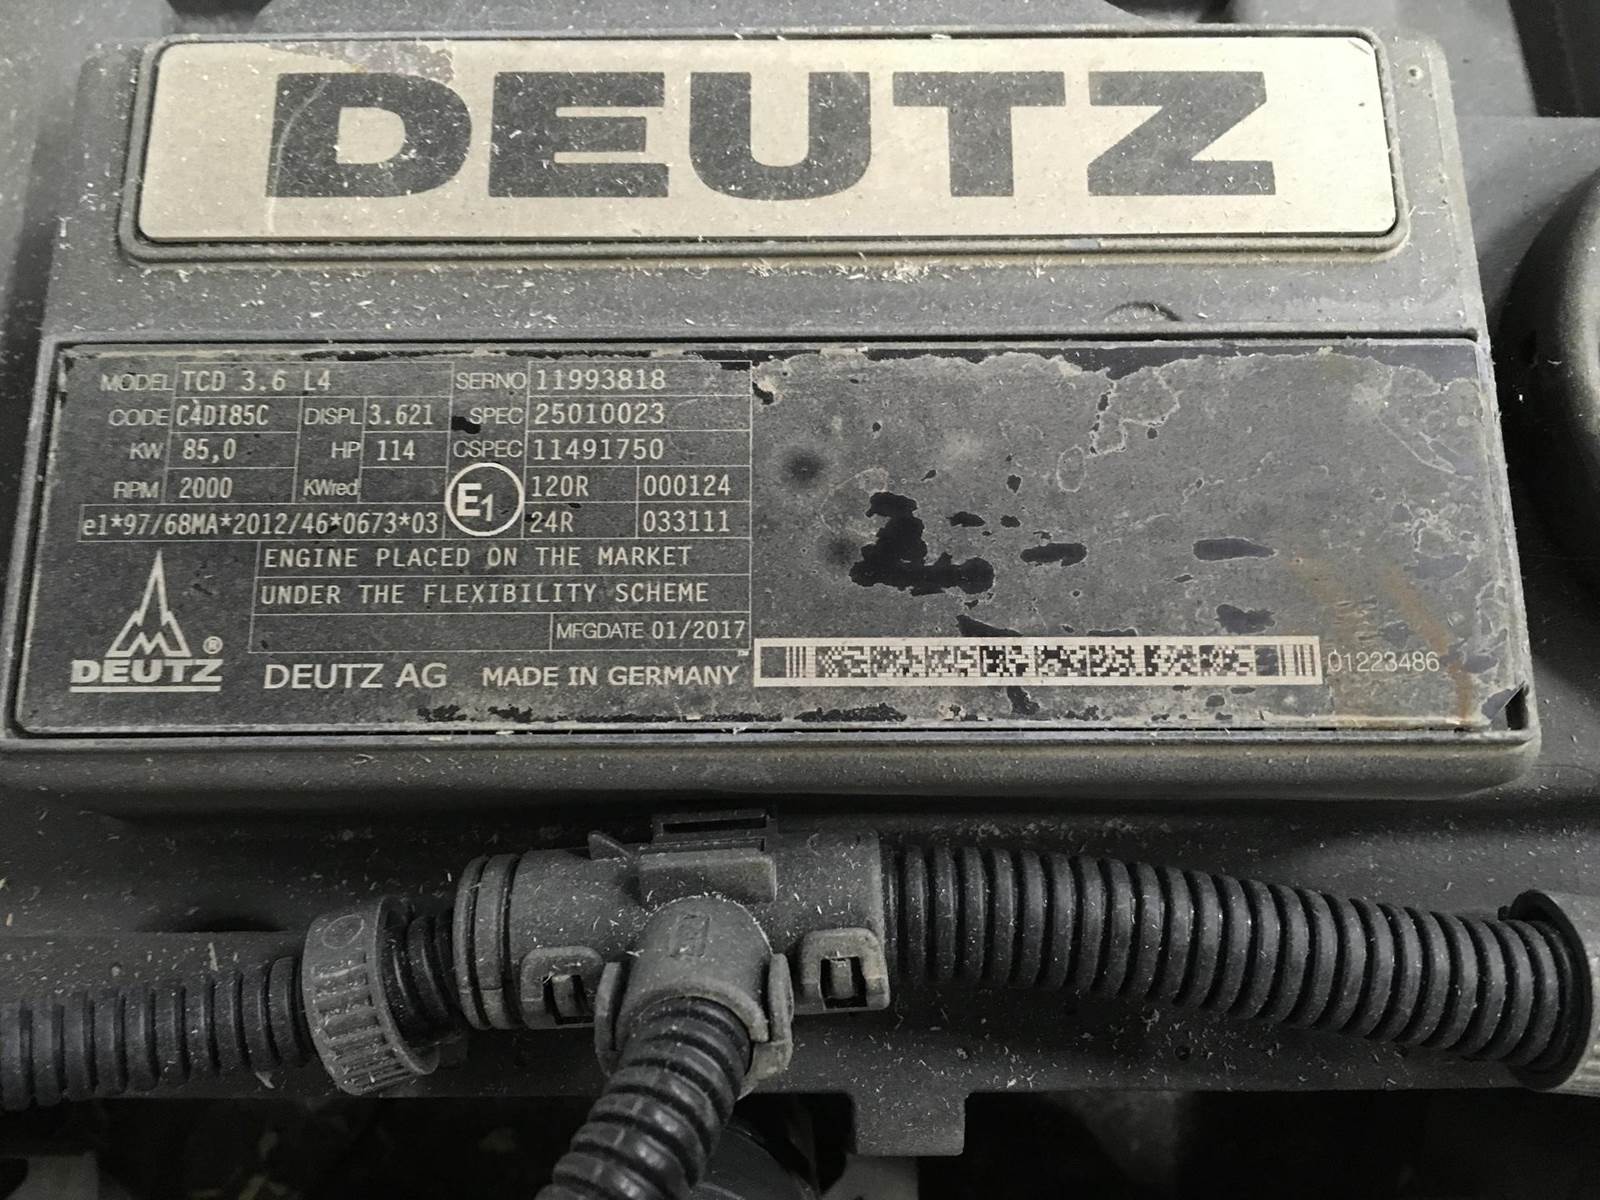 DEUTZ
MODEL TCD 3.6 L4 SERNO 11993818
CODE C4DI85C DISPL 3.621 SPEC 25010023
KW 85,0 HP 114 CSPEC 11491750
RPM 2000 KWred E1 120R 000124
e1*97/68MA*2012/46*0673*03 24R 033111
ENGINE PLACED ON THE MARKET
UNDER THE FLEXIBILITY SCHEME
MFGDATE 01/2017
DEUTZ ® DEUTZ AG MADE IN GERMANY 01223486